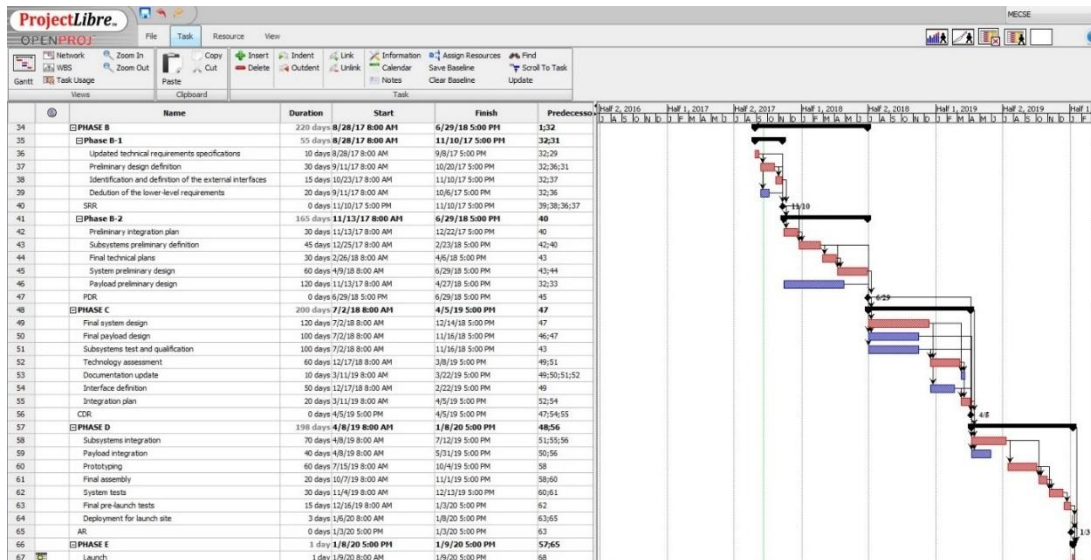 ProjectLibre
OPENPROJ
File Task Resource View
MECSE
Network Zoom In Copy Insert Indent Link Information Assign Resources Find
WBS Zoom Out Cut Delete Outdent Unlink Calendar Save Baseline Scroll To Task
Gantt Task Usage Paste Notes Clear Baseline Update
Views Clipboard Task
Name Duration Start Finish Predecesso
Half 2, 2016 Half 1, 2017 Half 2, 2017 Half 1, 2018 Half 2, 2018 Half 1, 2019 Half 2, 2019 Half 1
34 PHASE B 220 days 8/28/17 8:00 AM 6/29/18 5:00 PM 1;32
35 Phase B-1 55 days 8/28/17 8:00 AM 11/10/17 5:00 PM 32;31
36 Updated technical requirements specifications 10 days 8/28/17 8:00 AM 9/8/17 5:00 PM 32;29
37 Preliminary design definition 30 days 9/11/17 8:00 AM 10/20/17 5:00 PM 32;36;31
38 Identification and definition of the external interfaces 15 days 10/23/17 8:00 AM 11/10/17 5:00 PM 32;37
39 Dedution of the lower-level requirements 20 days 9/11/17 8:00 AM 10/6/17 5:00 PM 32;36
40 SRR 0 days 11/10/17 5:00 PM 11/10/17 5:00 PM 39;38;36;37 11/10
41 Phase B-2 165 days 11/13/17 8:00 AM 6/29/18 5:00 PM 40
42 Preliminary integration plan 30 days 11/13/17 8:00 AM 12/22/17 5:00 PM 40
43 Subsystems preliminary definition 45 days 12/25/17 8:00 AM 2/23/18 5:00 PM 42;40
44 Final technical plans 30 days 2/26/18 8:00 AM 4/6/18 5:00 PM 43
45 System preliminary design 60 days 4/9/18 8:00 AM 6/29/18 5:00 PM 43;44
46 Payload preliminary design 120 days 11/13/17 8:00 AM 4/27/18 5:00 PM 32;33
47 PDR 0 days 6/29/18 5:00 PM 6/29/18 5:00 PM 45 6/29
48 PHASE C 200 days 7/2/18 8:00 AM 4/5/19 5:00 PM 47
49 Final system design 120 days 7/2/18 8:00 AM 12/14/18 5:00 PM 47
50 Final payload design 100 days 7/2/18 8:00 AM 11/16/18 5:00 PM 46;47
51 Subsystems test and qualification 100 days 7/2/18 8:00 AM 11/16/18 5:00 PM 43
52 Technology assessment 60 days 12/17/18 8:00 AM 3/8/19 5:00 PM 49;51
53 Documentation update 10 days 3/11/19 8:00 AM 3/22/19 5:00 PM 49;50;51;52
54 Interface definition 50 days 12/17/18 8:00 AM 2/22/19 5:00 PM 49
55 Integration plan 20 days 3/11/19 8:00 AM 4/5/19 5:00 PM 52;54
56 CDR 0 days 4/5/19 5:00 PM 4/5/19 5:00 PM 47;54;55 4/5
57 PHASE D 198 days 4/8/19 8:00 AM 1/8/20 5:00 PM 48;56
58 Subsystems integration 70 days 4/8/19 8:00 AM 7/12/19 5:00 PM 51;55;56
59 Payload integration 40 days 4/8/19 8:00 AM 5/31/19 5:00 PM 50;56
60 Prototyping 60 days 7/15/19 8:00 AM 10/4/19 5:00 PM 58
61 Final assembly 20 days 10/7/19 8:00 AM 11/1/19 5:00 PM 58;60
62 System tests 30 days 11/4/19 8:00 AM 12/13/19 5:00 PM 60;61
63 Final pre-launch tests 15 days 12/16/19 8:00 AM 1/3/20 5:00 PM 62
64 Deployment for launch site 3 days 1/6/20 8:00 AM 1/8/20 5:00 PM 63;65
65 AR 0 days 1/3/20 5:00 PM 1/3/20 5:00 PM 63 1/3
66 PHASE E 1 day 1/8/20 5:00 PM 1/9/20 5:00 PM 57;65
67 Launch 1 day 1/9/20 8:00 AM 1/9/20 5:00 PM 68